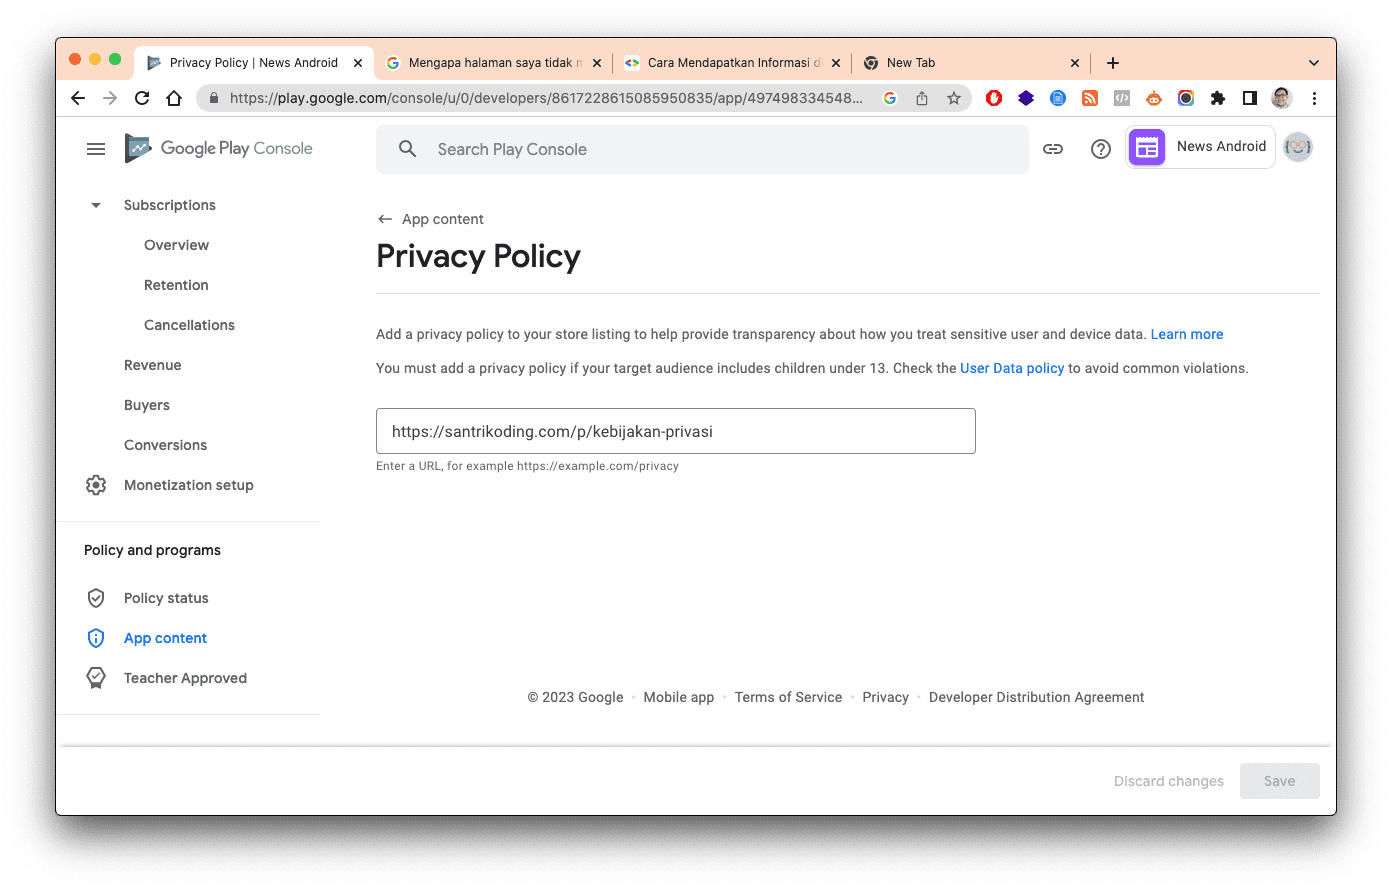 Privacy Policy | News Android
Mengapa halaman saya tidak m
Cara Mendapatkan Informasi di
New Tab
https://play.google.com/console/u/0/developers/8617228615085950835/app/497498334548...
Google Play Console
Search Play Console
News Android
Subscriptions
Overview
Retention
Cancellations
Revenue
Buyers
Conversions
Monetization setup
Policy and programs
Policy status
App content
Teacher Approved
App content
Privacy Policy
Add a privacy policy to your store listing to help provide transparency about how you treat sensitive user and device data. Learn more
You must add a privacy policy if your target audience includes children under 13. Check the User Data policy to avoid common violations.
https://santrikoding.com/p/kebijakan-privasi
Enter a URL, for example https://example.com/privacy
© 2023 Google · Mobile app · Terms of Service · Privacy · Developer Distribution Agreement
Discard changes
Save